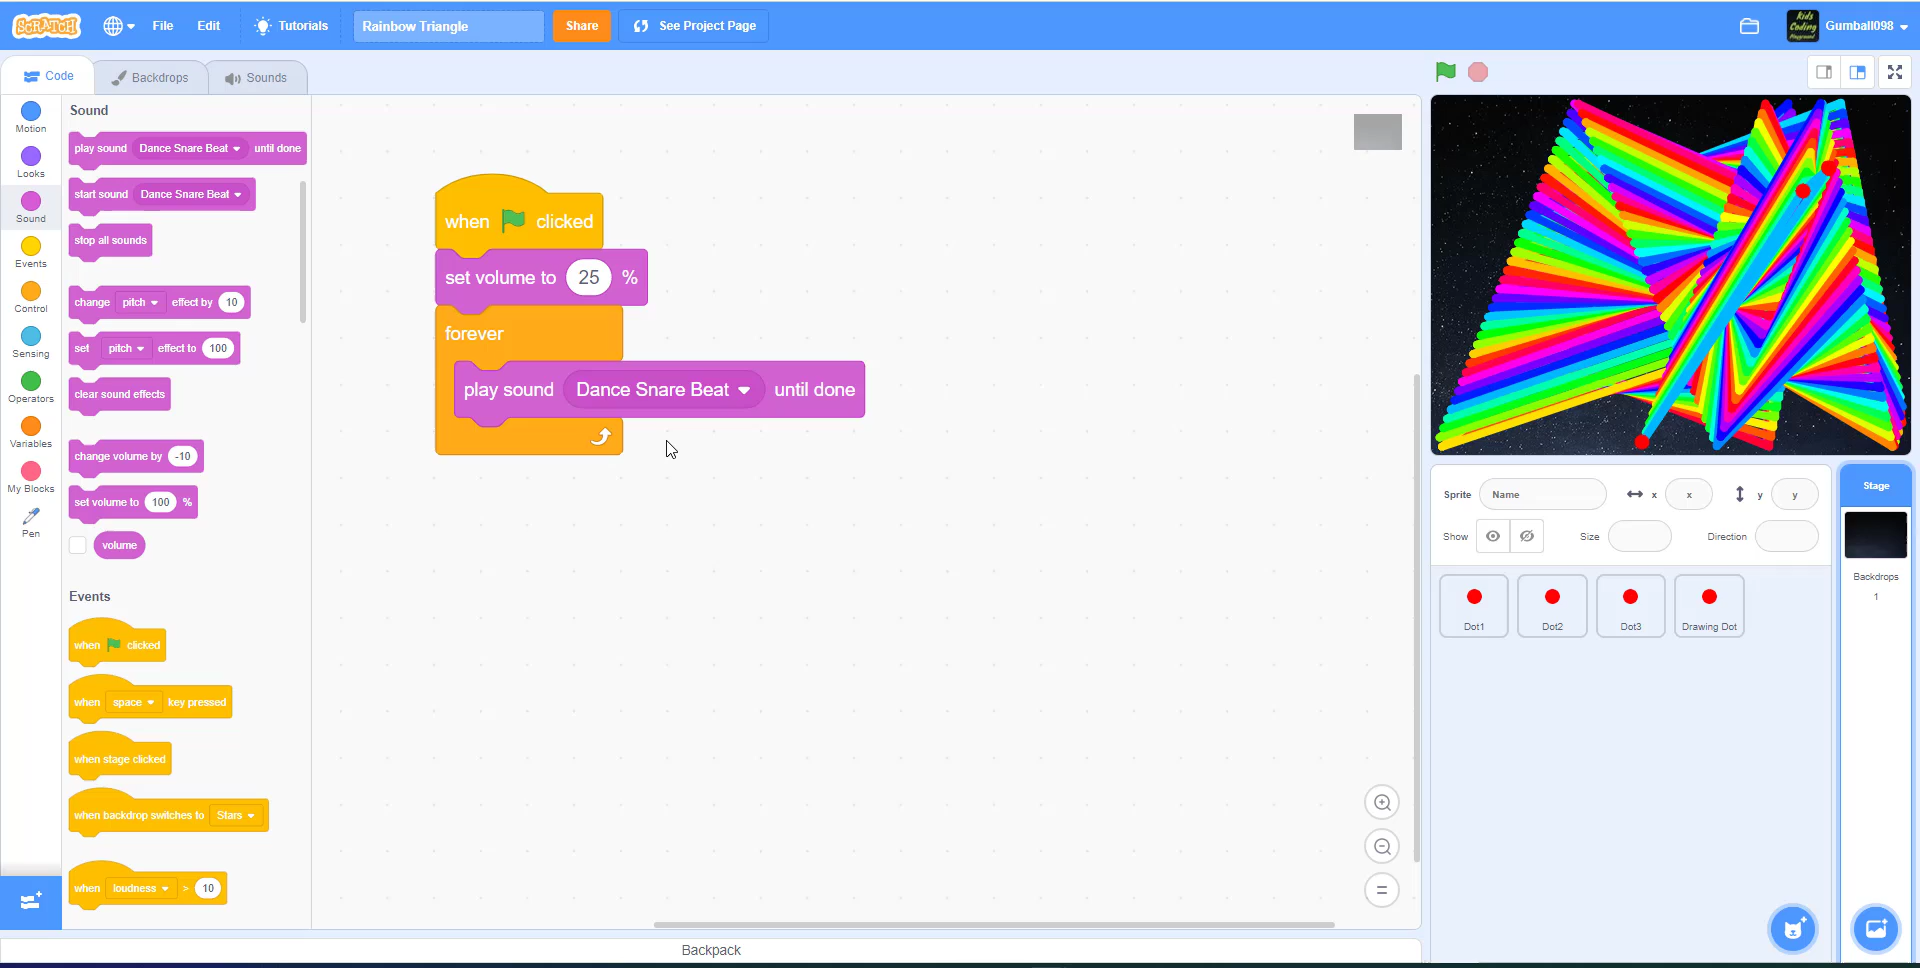 SCRATCH File Edit Tutorials Rainbow Triangle Share See Project Page Kids Coding Playground Gumball098
Code Backdrops Sounds
Motion
Looks
Sound
Events
Control
Sensing
Operators
Variables
My Blocks
Pen
Sound
play sound Dance Snare Beat until done
start sound Dance Snare Beat
stop all sounds
change pitch effect by 10
set pitch effect to 100
clear sound effects
change volume by -10
set volume to 100 %
volume
Events
when clicked
when space key pressed
when stage clicked
when backdrop switches to Stars
when loudness > 10
when clicked
set volume to 25 %
forever
play sound Dance Snare Beat until done
=
Backpack
Sprite Name x x y y
Show Size Direction
Dot1 Dot2 Dot3 Drawing Dot
Stage
Backdrops
1